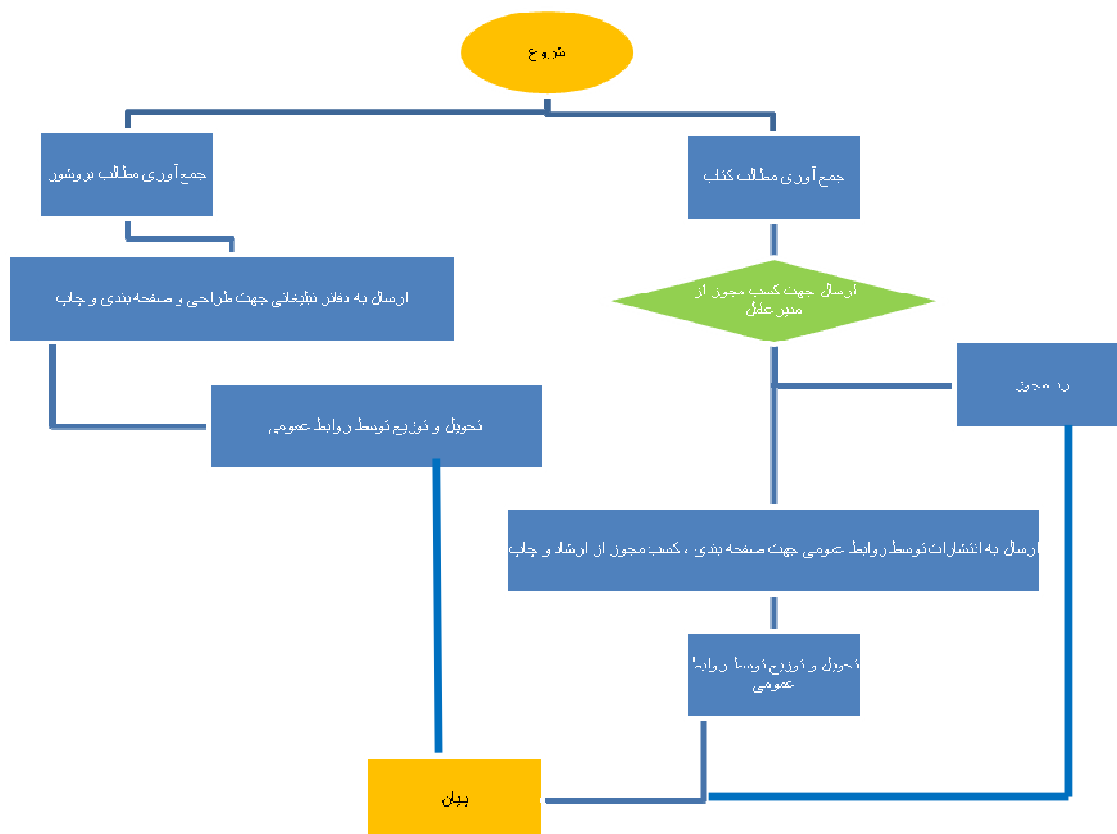 شروع
جمع آوری مطالب کتاب
جمع آوری مطالب بروشور
ارسال جهت کسب مجوز از
مدیر عامل
ارسال به دفاتر تبلیغاتی جهت طراحی و صفحه بندی و چاپ
رد مجوز
تحویل و توزیع توسط روابط عمومی
ارسال به انتشارات توسط روابط عمومی جهت صفحه بندی ، کسب مجوز از ارشاد و چاپ
تحویل و توزیع توسط روابط
عمومی
پایان